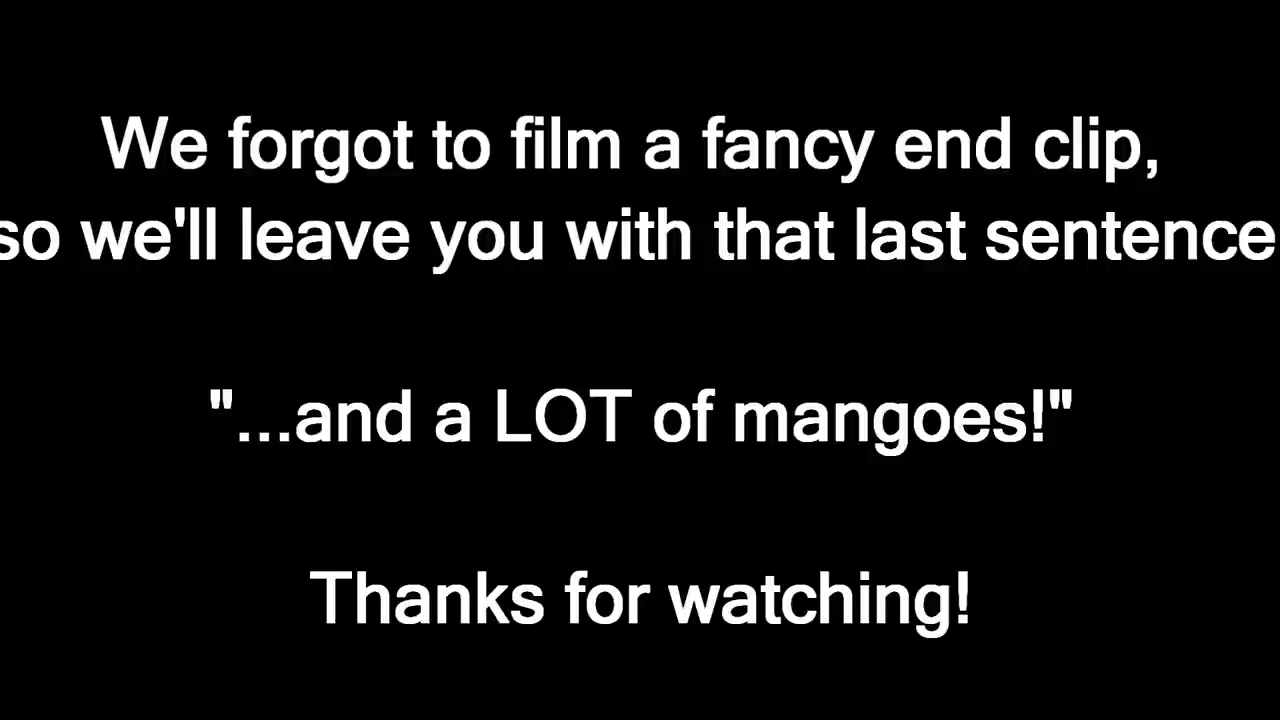 We forgot to film a fancy end clip,
so we'll leave you with that last sentence
"...and a LOT of mangoes!"
Thanks for watching!